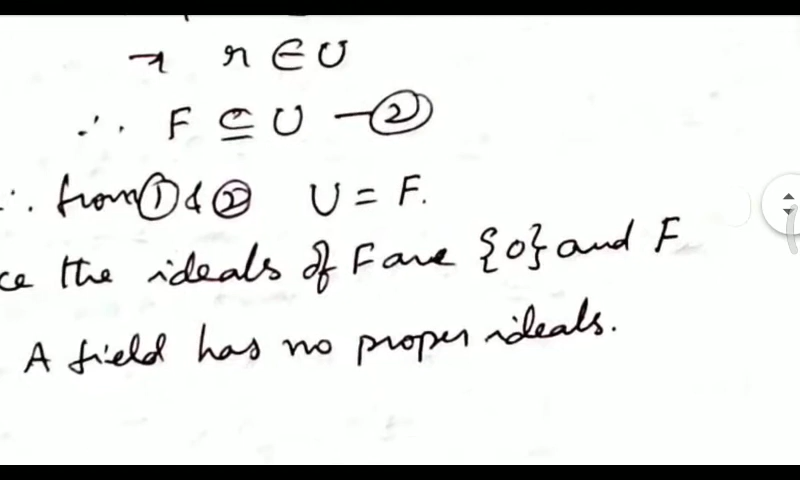 → r ∈ U
∴ F ⊆ U — ②
∴ from ① & ② U = F.
ce the ideals of F are {0} and F
A field has no proper ideals.